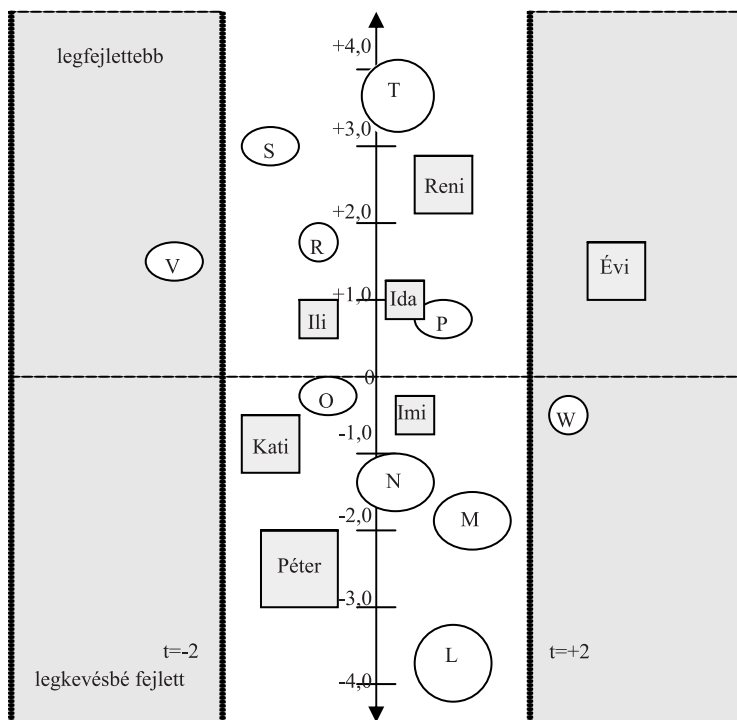 +4,0
legfejlettebb
T
+3,0
S
Reni
+2,0
R
V
Évi
+1,0
Ida
Ili
P
0
O
Imi
W
-1,0
Kati
N
M
-2,0
Péter
-3,0
t=-2
L
t=+2
legkevésbé fejlett
-4,0